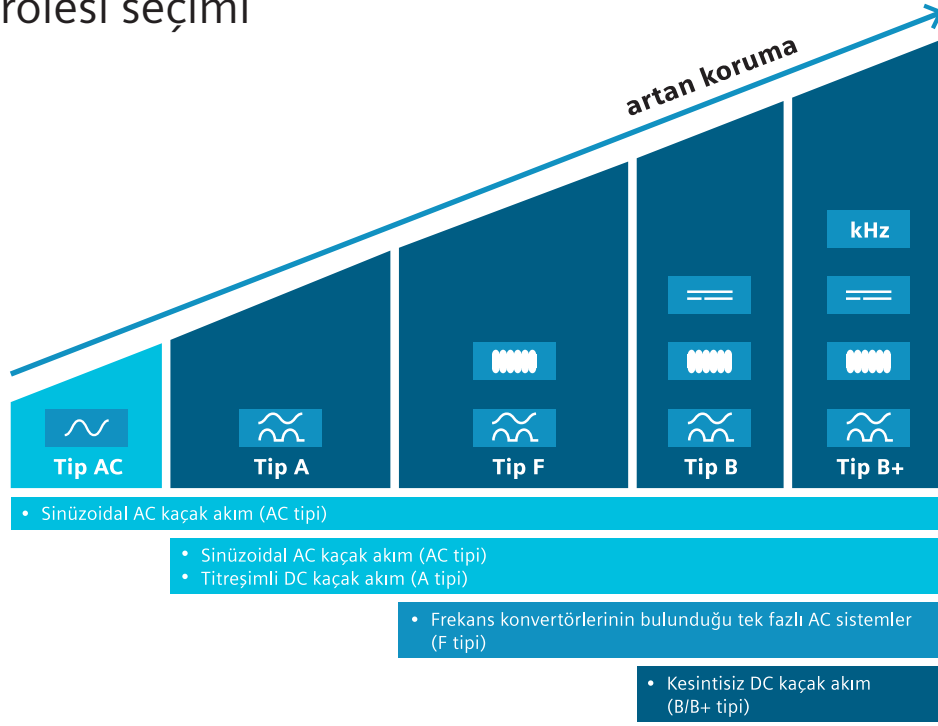 rölesi seçimi
artan koruma
kHz
Tip AC
Tip A
Tip F
Tip B
Tip B+
• Sinüzoidal AC kaçak akım (AC tipi)
• Sinüzoidal AC kaçak akım (AC tipi)
• Titreşimli DC kaçak akım (A tipi)
• Frekans konvertörlerinin bulunduğu tek fazlı AC sistemler
(F tipi)
• Kesintisiz DC kaçak akım
(B/B+ tipi)